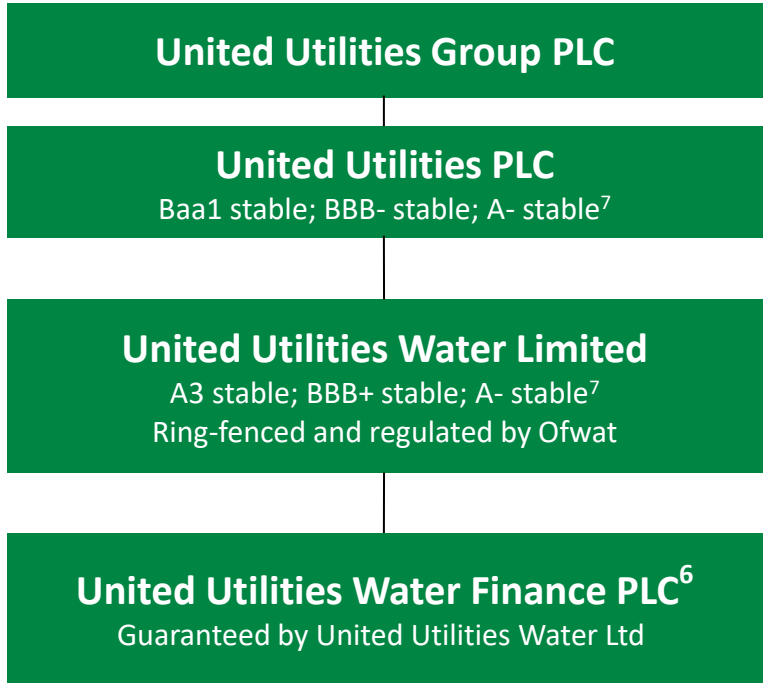 United Utilities Group PLC
United Utilities PLC
Baa1 stable; BBB- stable; A- stable⁷
United Utilities Water Limited
A3 stable; BBB+ stable; A- stable⁷
Ring-fenced and regulated by Ofwat
United Utilities Water Finance PLC⁶
Guaranteed by United Utilities Water Ltd